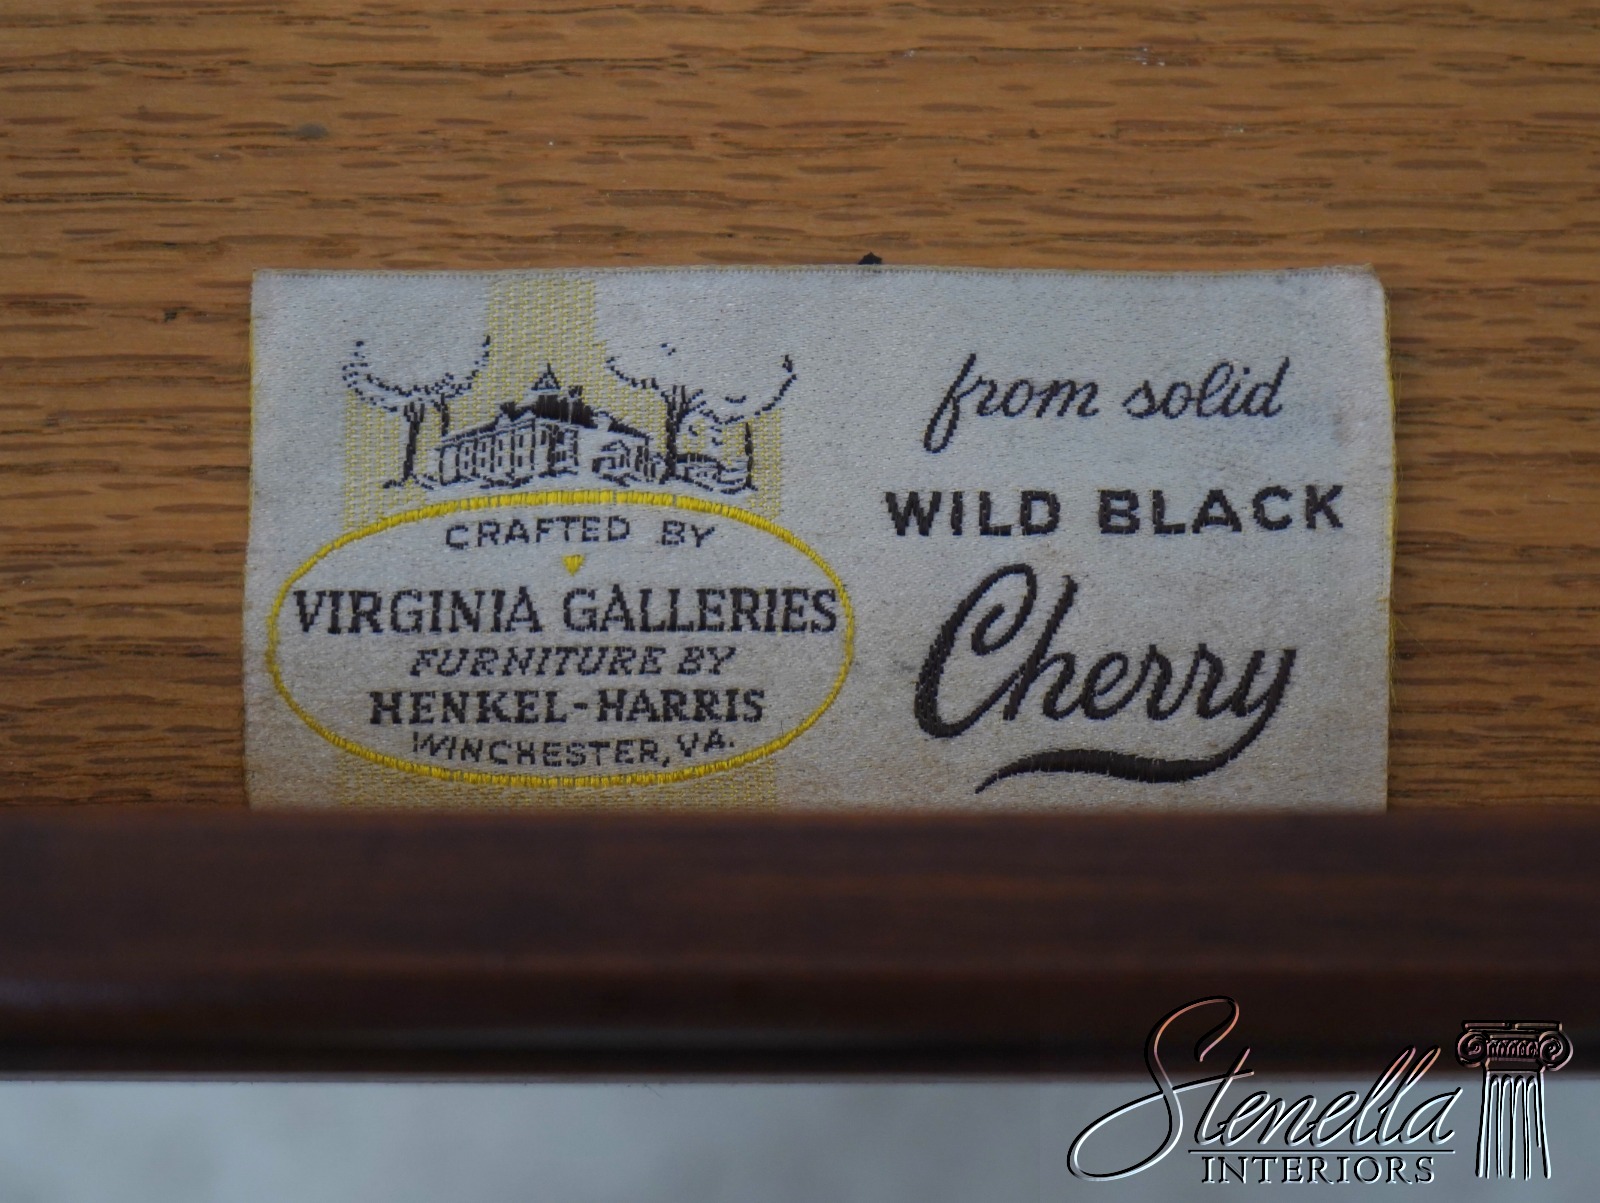 CRAFTED BY
VIRGINIA GALLERIES
FURNITURE BY
HENKEL-HARRIS
WINCHESTER, VA.
from solid
WILD BLACK
Cherry
Stenella
INTERIORS